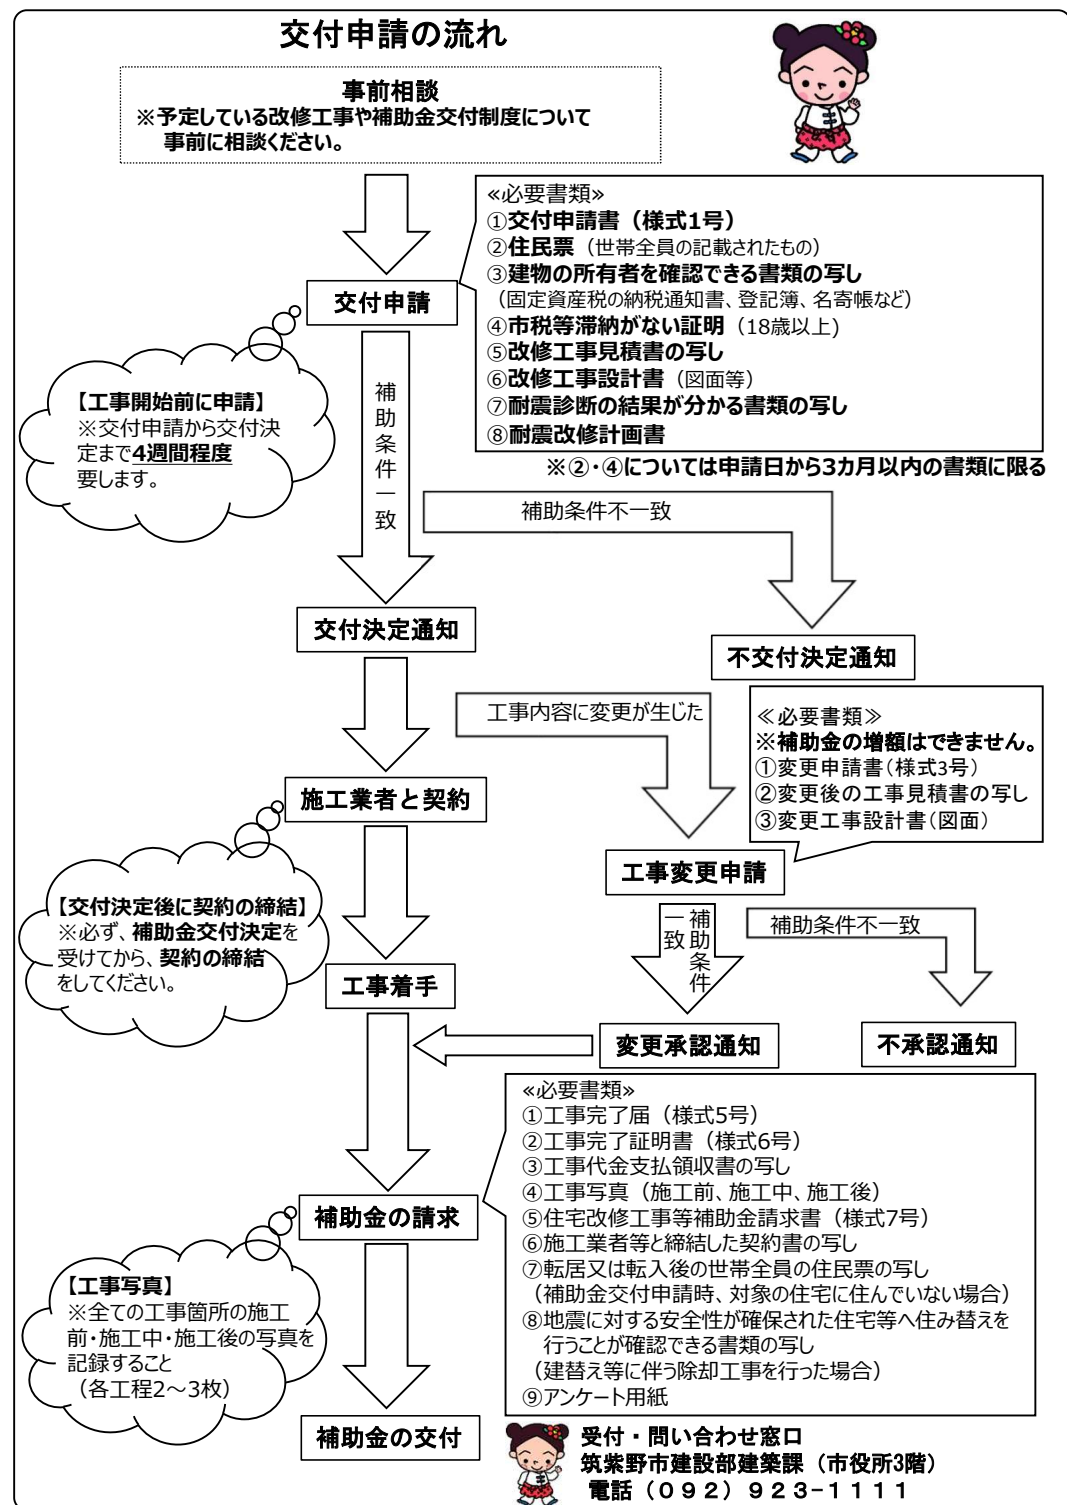 交付申請の流れ
事前相談
※予定している改修工事や補助金交付制度について
事前に相談ください。
≪必要書類≫
①交付申請書（様式1号）
②住民票（世帯全員の記載されたもの）
③建物の所有者を確認できる書類の写し
（固定資産税の納税通知書、登記簿、名寄帳など）
④市税等滞納がない証明（18歳以上)
⑤改修工事見積書の写し
⑥改修工事設計書（図面等）
⑦耐震診断の結果が分かる書類の写し
⑧耐震改修計画書
※②・④については申請日から3カ月以内の書類に限る
交付申請
【工事開始前に申請】
※交付申請から交付決
定まで4週間程度
要します。
補助条件一致
補助条件不一致
交付決定通知
不交付決定通知
工事内容に変更が生じた
≪必要書類≫
※補助金の増額はできません。
①変更申請書（様式3号）
②変更後の工事見積書の写し
③変更工事設計書（図面）
施工業者と契約
工事変更申請
【交付決定後に契約の締結】
※必ず、補助金交付決定を
受けてから、契約の締結
をしてください。
補助条件
一致
補助条件不一致
工事着手
変更承認通知
不承認通知
≪必要書類≫
①工事完了届（様式5号）
②工事完了証明書（様式6号）
③工事代金支払領収書の写し
④工事写真（施工前、施工中、施工後）
⑤住宅改修工事等補助金請求書（様式7号）
⑥施工業者等と締結した契約書の写し
⑦転居又は転入後の世帯全員の住民票の写し
（補助金交付申請時、対象の住宅に住んでいない場合）
⑧地震に対する安全性が確保された住宅等へ住み替えを
行うことが確認できる書類の写し
（建替え等に伴う除却工事を行った場合）
⑨アンケート用紙
補助金の請求
【工事写真】
※全ての工事箇所の施工
前・施工中・施工後の写真を
記録すること
（各工程2～3枚）
補助金の交付
受付・問い合わせ窓口
筑紫野市建設部建築課（市役所3階）
電話（０９２）９２３-１１１１